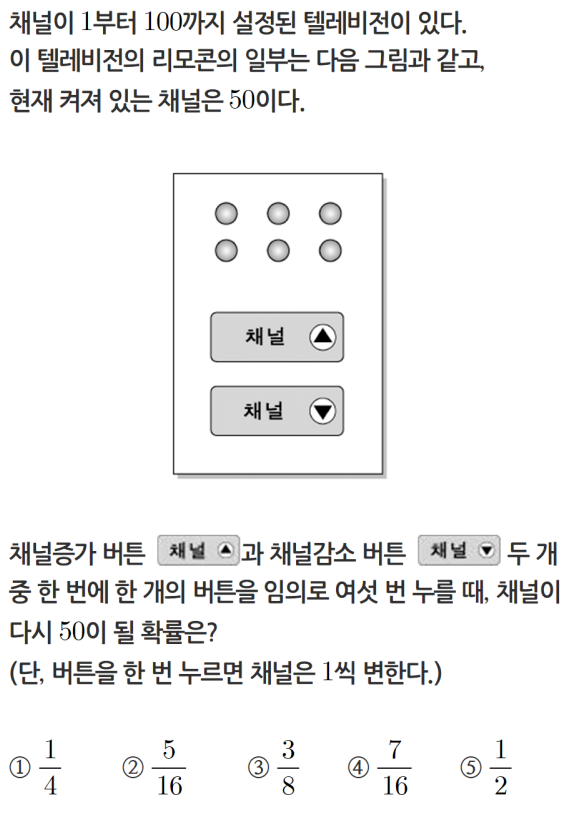 채널이 1부터 100까지 설정된 텔레비전이 있다.
이 텔레비전의 리모콘의 일부는 다음 그림과 같고,
현재 켜져 있는 채널은 50이다.
채널 ▲
채널 ▼
채널증가 버튼 채널 ▲ 과 채널감소 버튼 채널 ▼ 두 개
중 한 번에 한 개의 버튼을 임의로 여섯 번 누를 때, 채널이
다시 50이 될 확률은?
(단, 버튼을 한 번 누르면 채널은 1씩 변한다.)
① 1/4 ② 5/16 ③ 3/8 ④ 7/16 ⑤ 1/2